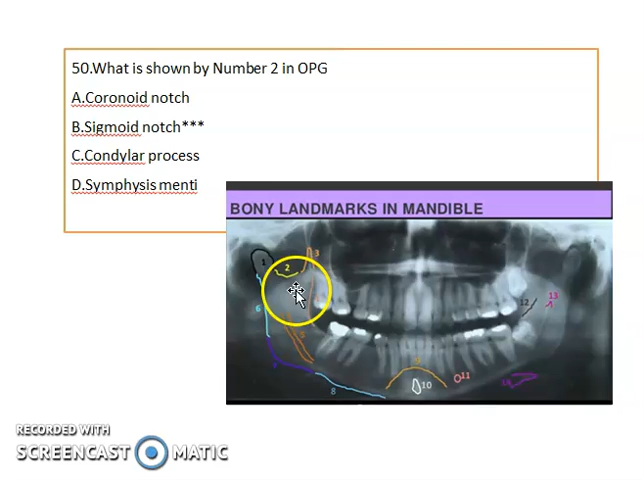 50.What is shown by Number 2 in OPG
A.Coronoid notch
B.Sigmoid notch***
C.Condylar process
D.Symphysis menti
BONY LANDMARKS IN MANDIBLE
1
2
3
6
12
13
9
10
11
8
RECORDED WITH
SCREENCAST MATIC